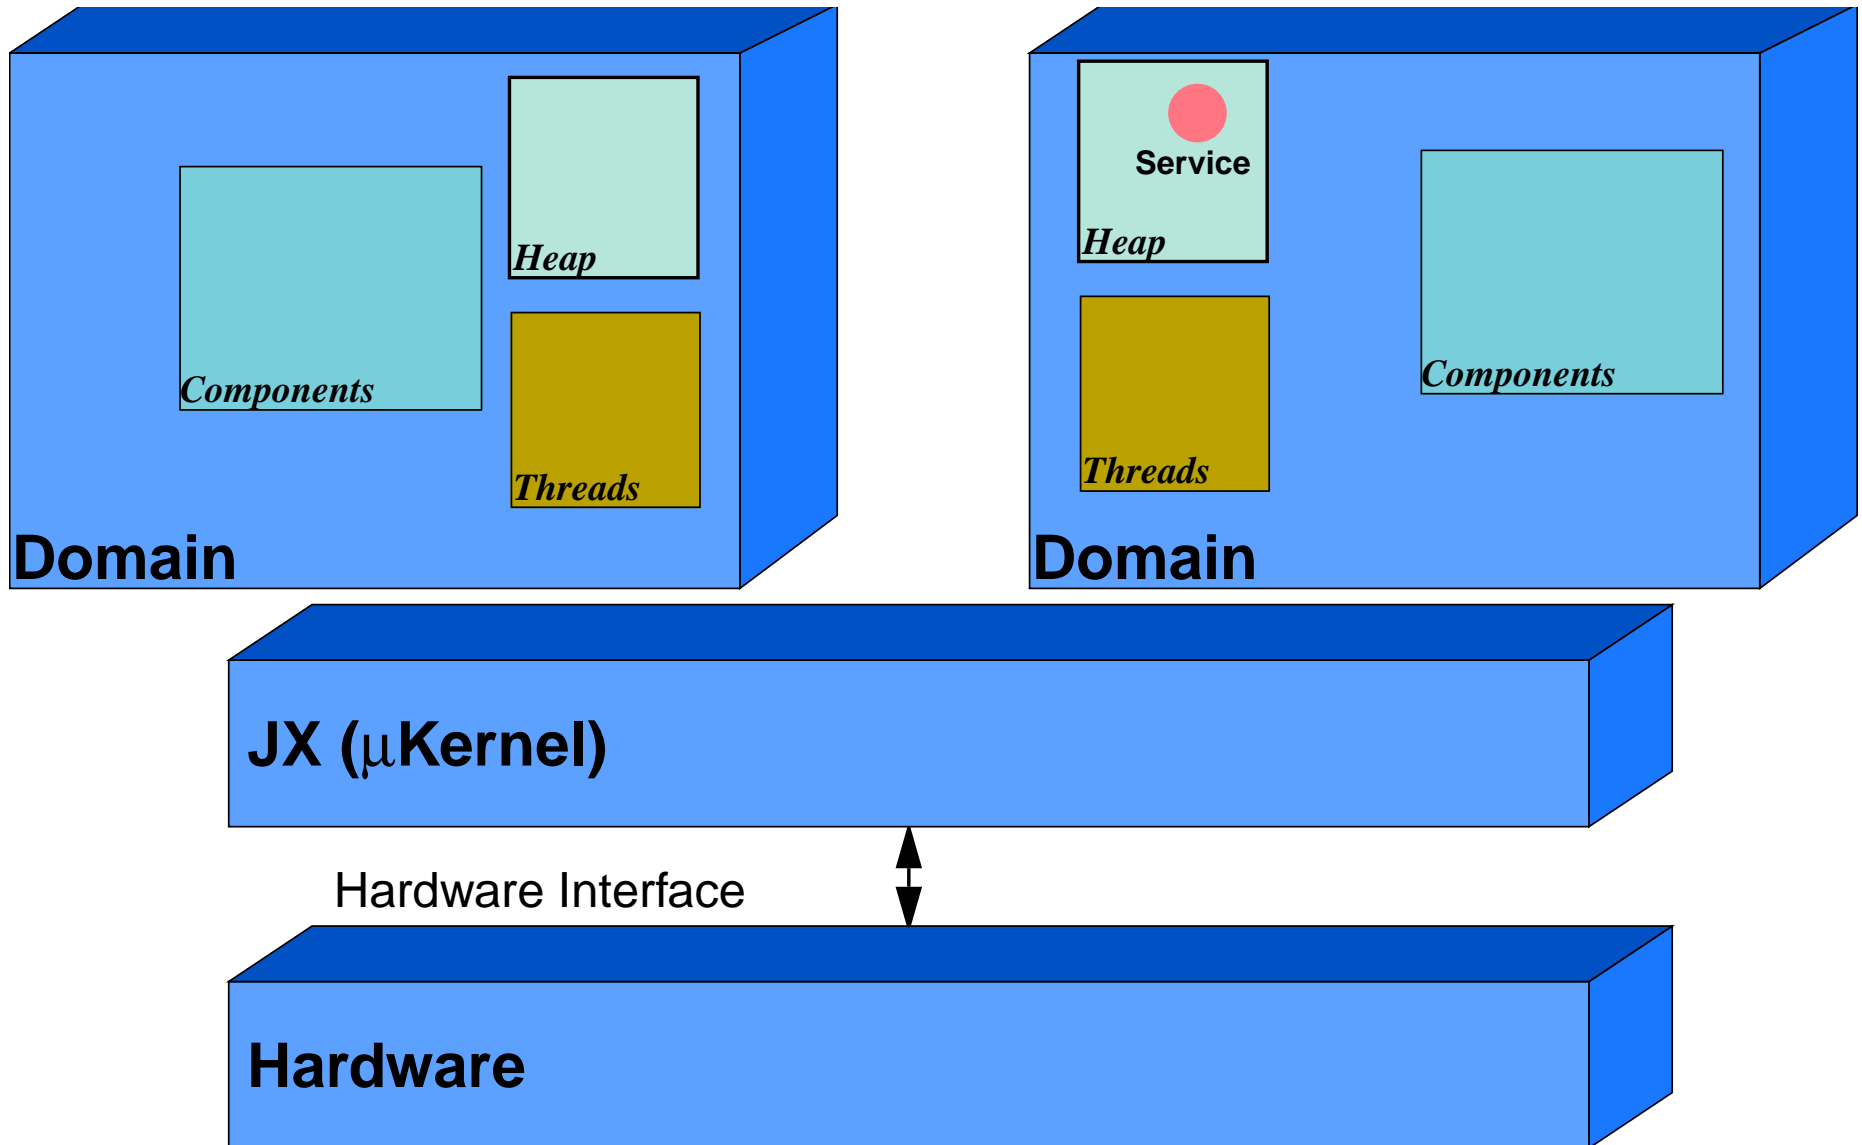 Heap
Components
Threads
Domain
Service
Heap
Components
Threads
Domain
JX (μKernel)
Hardware Interface
Hardware